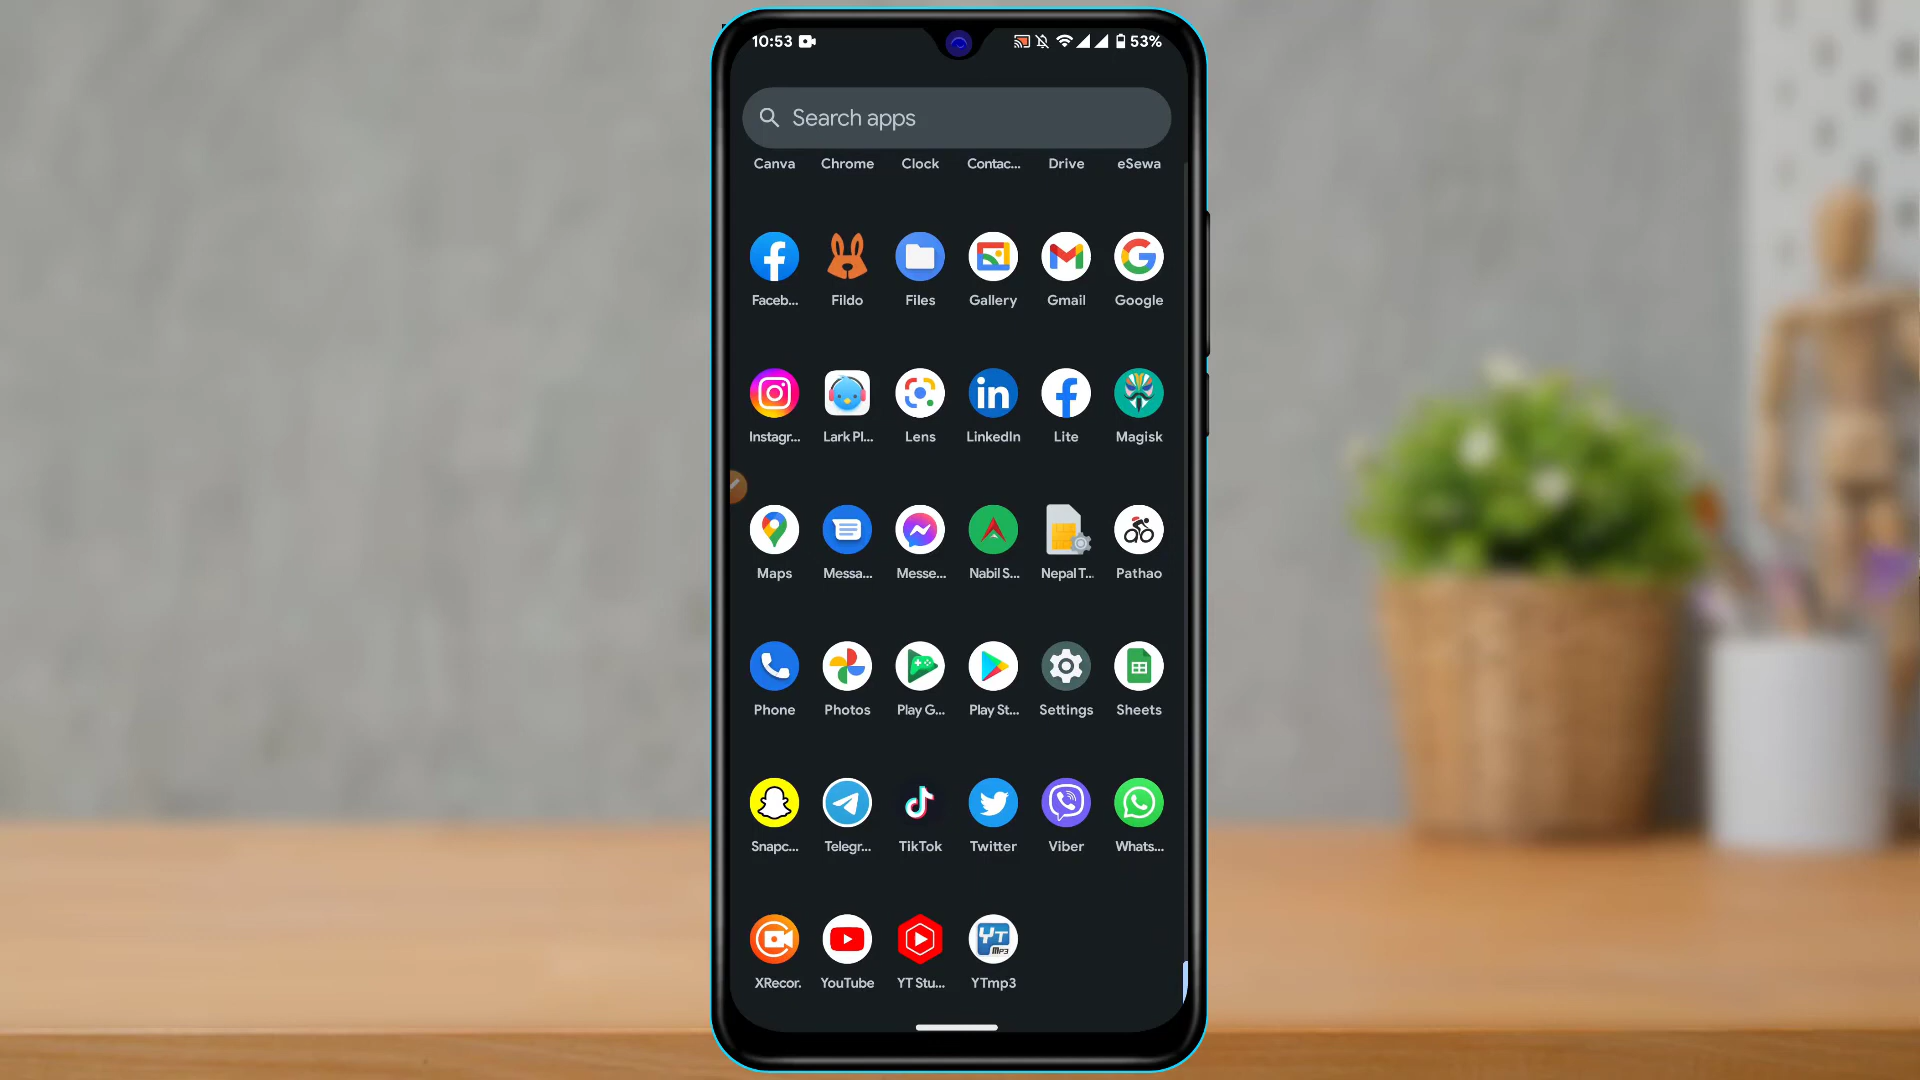 10:53 53%
Search apps
Canva Chrome Clock Contac... Drive eSewa
Faceb... Fildo Files Gallery Gmail Google
Instagr... Lark Pl... Lens LinkedIn Lite Magisk
Maps Messa... Messe... Nabil S... Nepal T... Pathao
Phone Photos Play G... Play St... Settings Sheets
Snapc... Telegr... TikTok Twitter Viber Whats...
YT
MP3
XRecor. YouTube YT Stu... YTmp3